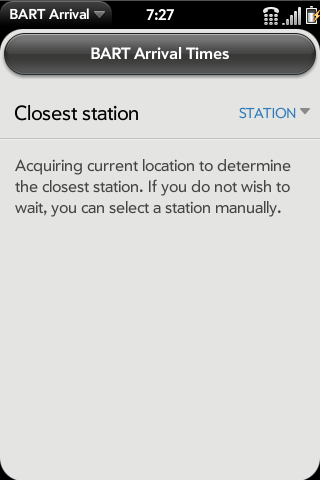 BART Arrival
7:27
BART Arrival Times
Closest station
STATION
Acquiring current location to determine
the closest station. If you do not wish to
wait, you can select a station manually.